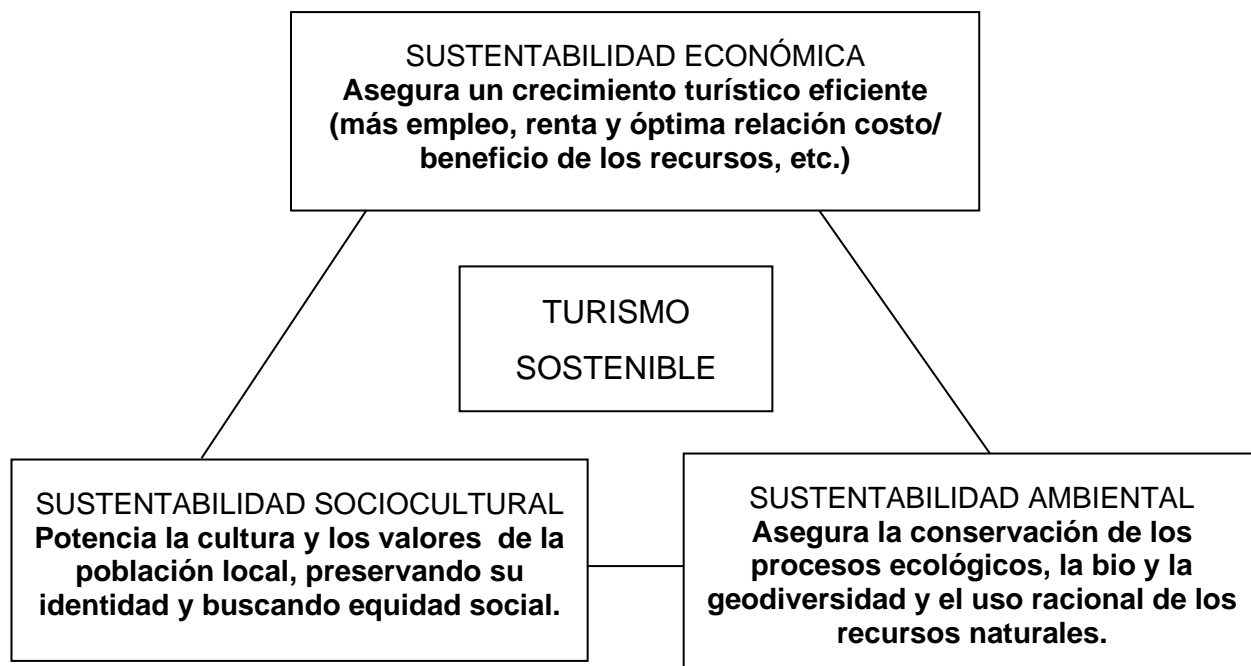 SUSTENTABILIDAD ECONÓMICA
Asegura un crecimiento turístico eficiente
(más empleo, renta y óptima relación costo/
beneficio de los recursos, etc.)
TURISMO
SOSTENIBLE
SUSTENTABILIDAD SOCIOCULTURAL
Potencia la cultura y los valores de la
población local, preservando su
identidad y buscando equidad social.
SUSTENTABILIDAD AMBIENTAL
Asegura la conservación de los
procesos ecológicos, la bio y la
geodiversidad y el uso racional de los
recursos naturales.